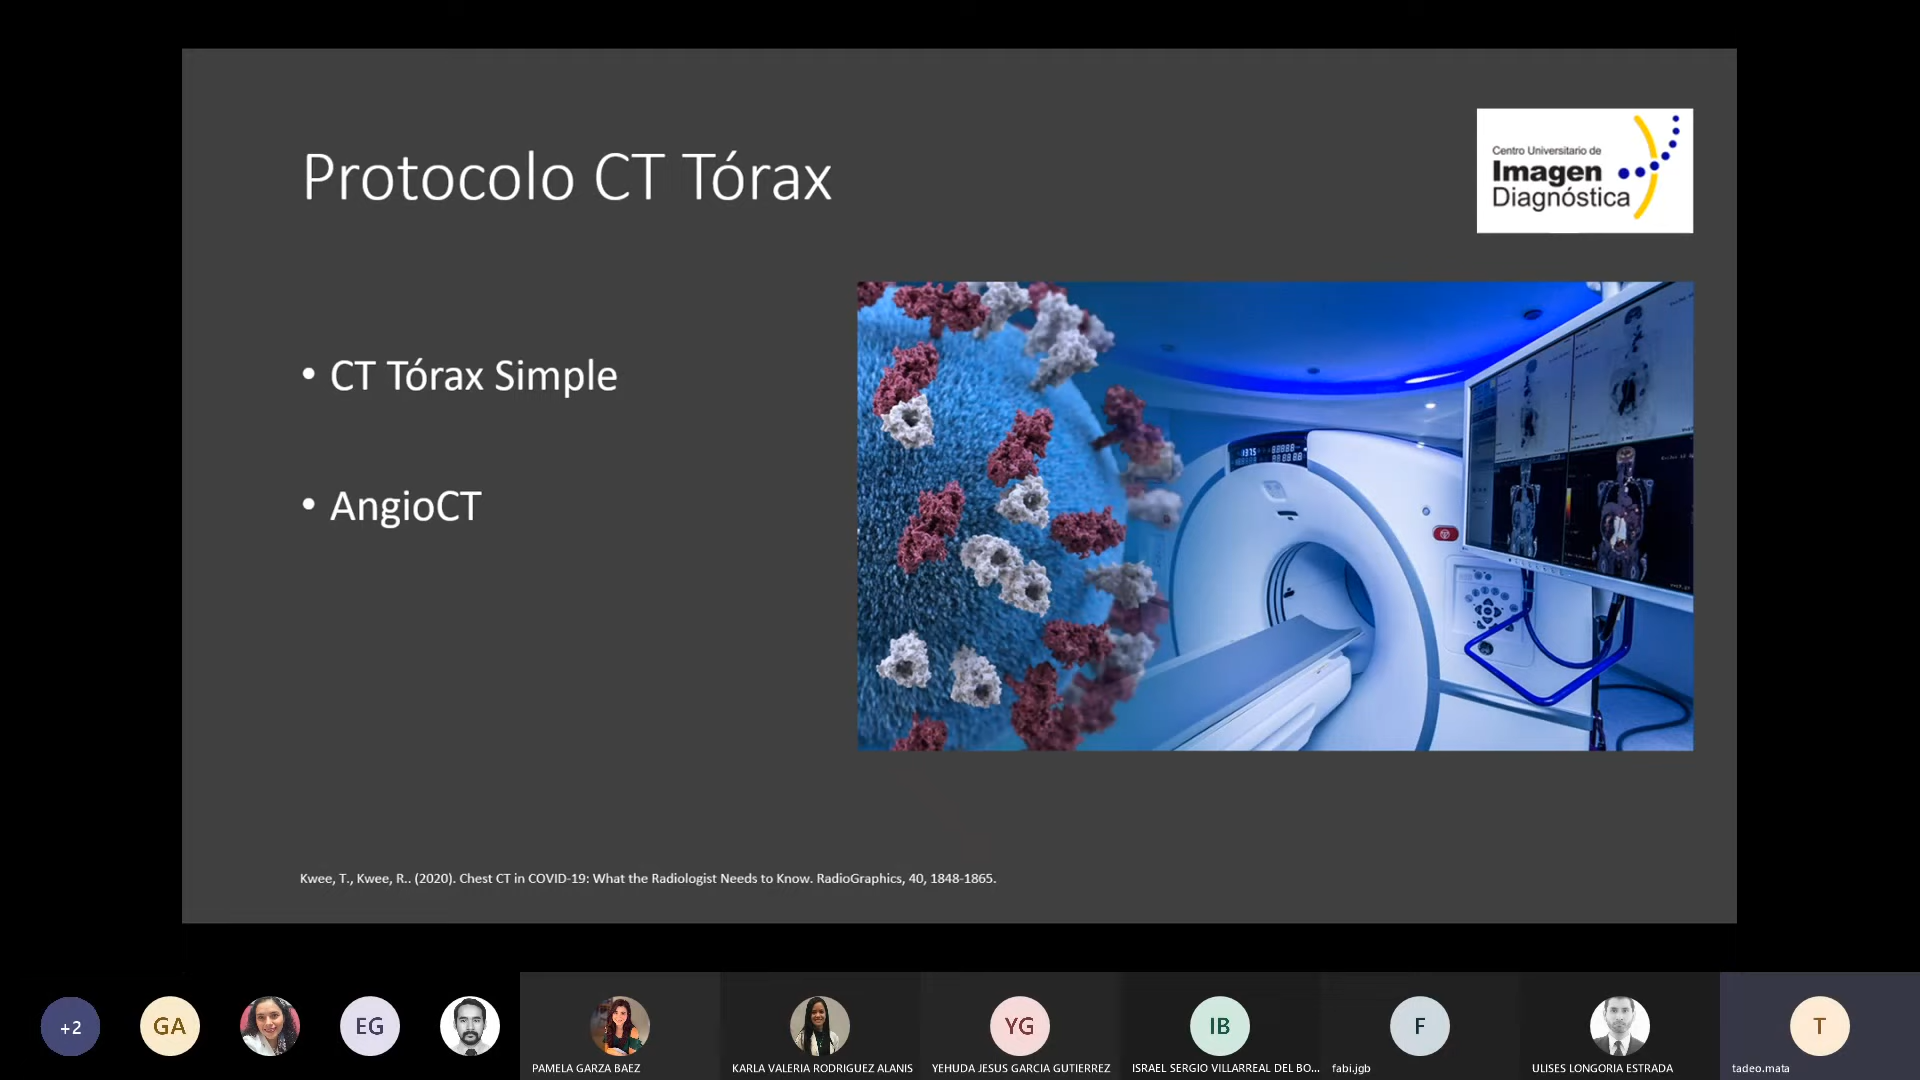 Protocolo CT Tórax
Centro Universitario de
Imagen
Diagnóstica
• CT Tórax Simple
• AngioCT
Kwee, T., Kwee, R.. (2020). Chest CT in COVID-19: What the Radiologist Needs to Know. RadioGraphics, 40, 1848-1865.
+2
GA
EG
YG
IB
F
T
PAMELA GARZA BAEZ
KARLA VALERIA RODRIGUEZ ALANIS
YEHUDA JESUS GARCIA GUTIERREZ
ISRAEL SERGIO VILLARREAL DEL BO...
fabi.jgb
ULISES LONGORIA ESTRADA
tadeo.mata